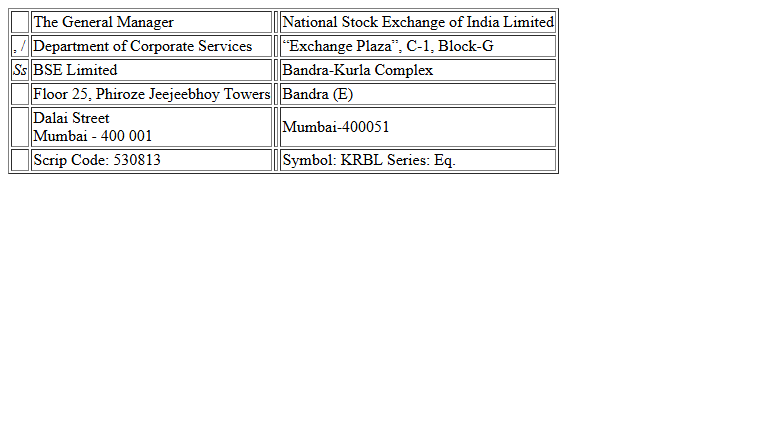 The General Manager National Stock Exchange of India Limited
, / Department of Corporate Services “Exchange Plaza”, C-1, Block-G
Ss BSE Limited Bandra-Kurla Complex
Floor 25, Phiroze Jeejeebhoy Towers Bandra (E)
Dalai Street
Mumbai - 400 001 Mumbai-400051
Scrip Code: 530813 Symbol: KRBL Series: Eq.